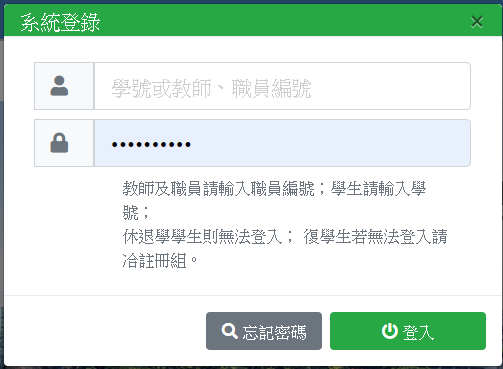 系統登錄 ×
學號或教師、職員編號
••••••••••
教師及職員請輸入職員編號；學生請輸入學
號；
休退學學生則無法登入； 復學生若無法登入請
洽註冊組。
忘記密碼 登入